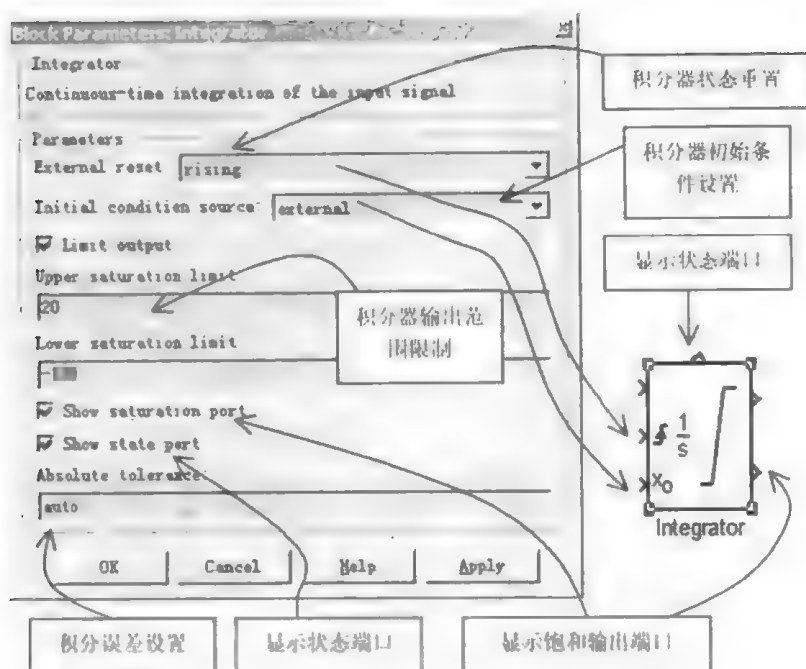 Block Parameters: Integrator
Integrator
Continuous-time integration of the input signal
Parameters
External reset
rising
Initial condition source
external
Limit output
Upper saturation limit
20
Lower saturation limit
Show saturation port
Show state port
Absolute tolerance
auto
OK
Cancel
Help
Apply
积分器状态重置
积分器初始条
件设置
显示状态端口
积分器输出范
围限制
1
s
x0
Integrator
积分误差设置
显示状态端口
显示饱和输出端口